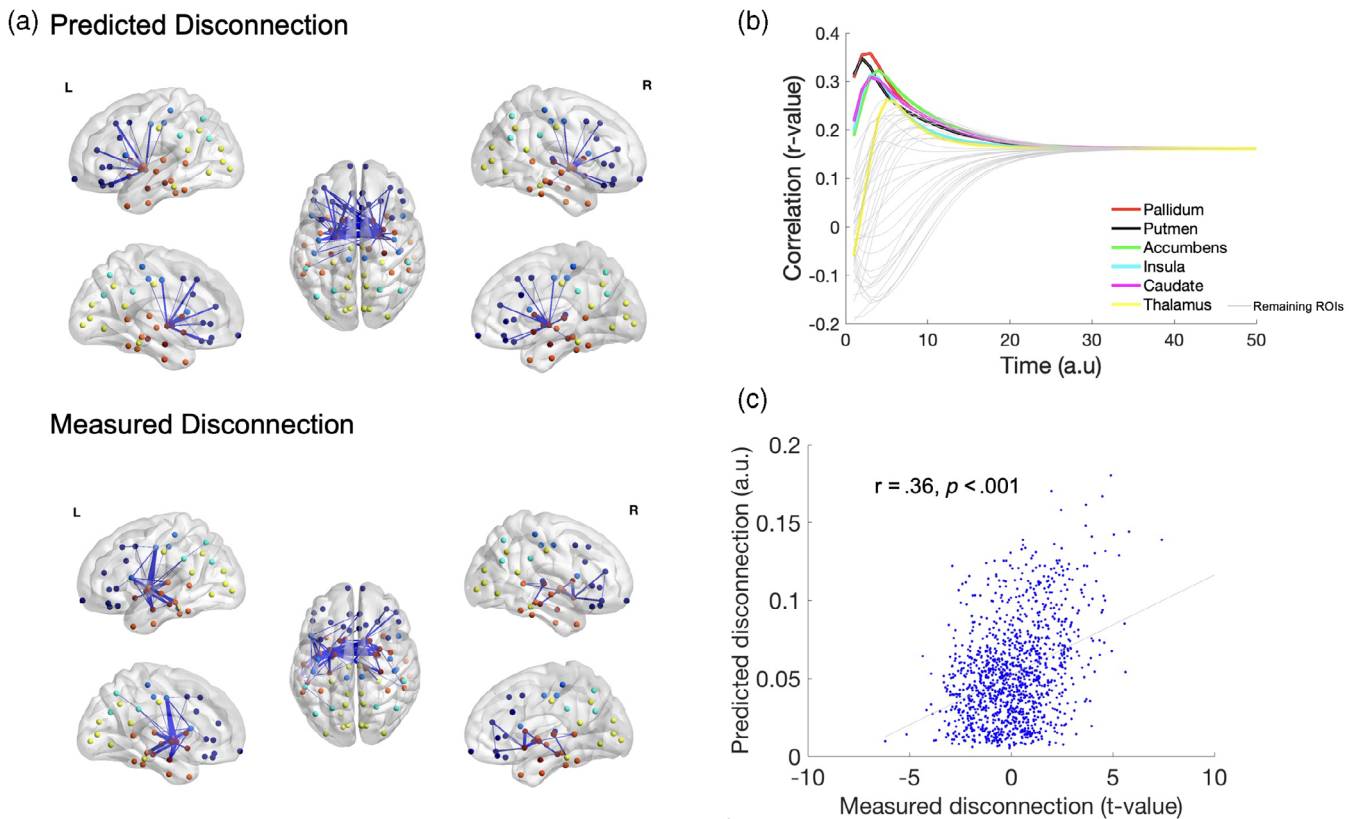 (a) Predicted Disconnection
L
R
Measured Disconnection
L
R
(b)
Correlation (r-value)
0.4
0.3
0.2
0.1
0
-0.1
-0.2
Pallidum
Putmen
Accumbens
Insula
Caudate
Thalamus
Remaining ROIs
0 10 20 30 40 50
Time (a.u)
(c)
Predicted disconnection (a.u.)
0.2
0.15
0.1
0.05
0
r = .36, p < .001
-10 -5 0 5 10
Measured disconnection (t-value)